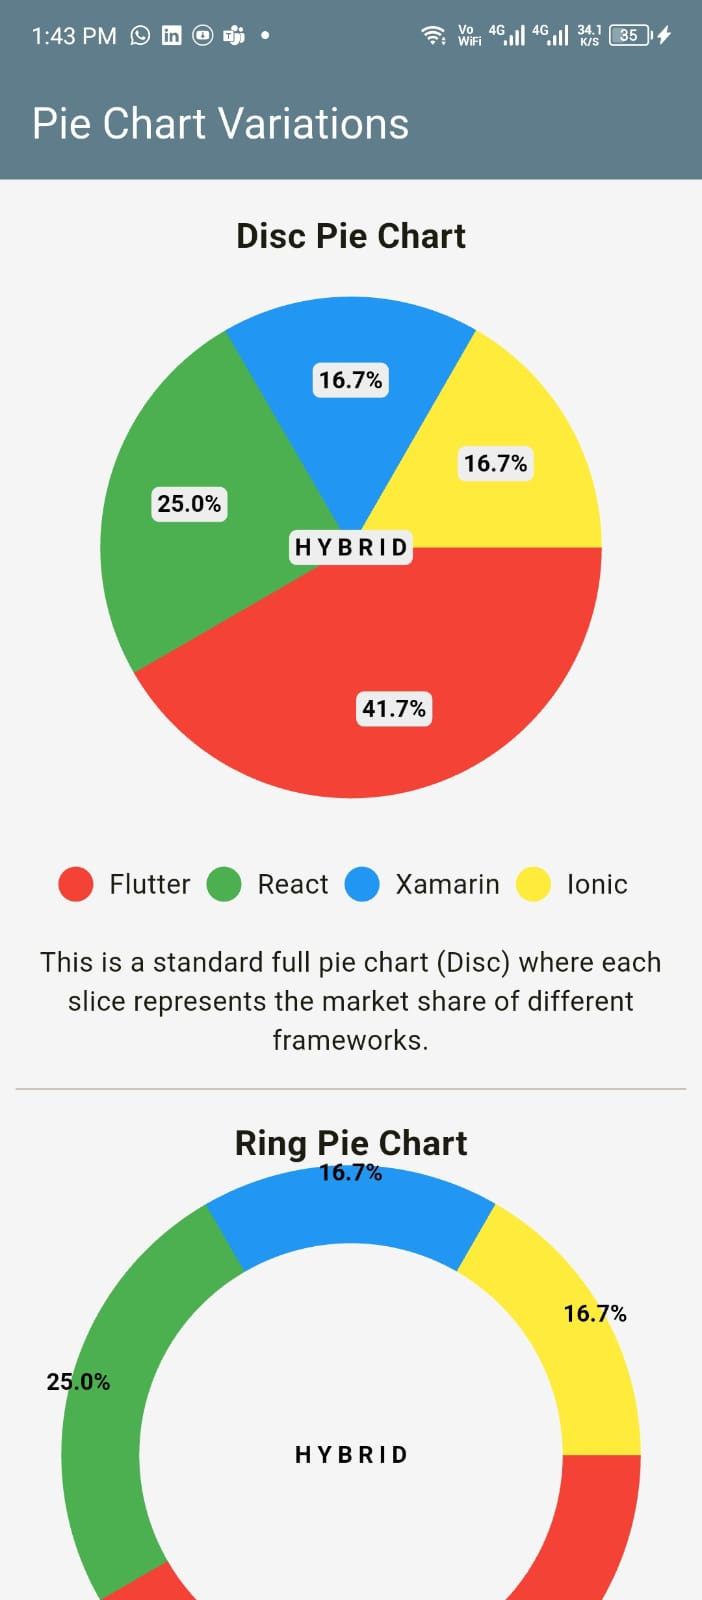 1:43 PM
Vo WiFi 4G 4G 34.1 K/S 35
Pie Chart Variations
Disc Pie Chart
16.7%
16.7%
25.0%
HYBRID
41.7%
Flutter React Xamarin Ionic
This is a standard full pie chart (Disc) where each
slice represents the market share of different
frameworks.
Ring Pie Chart
16.7%
16.7%
25.0%
HYBRID